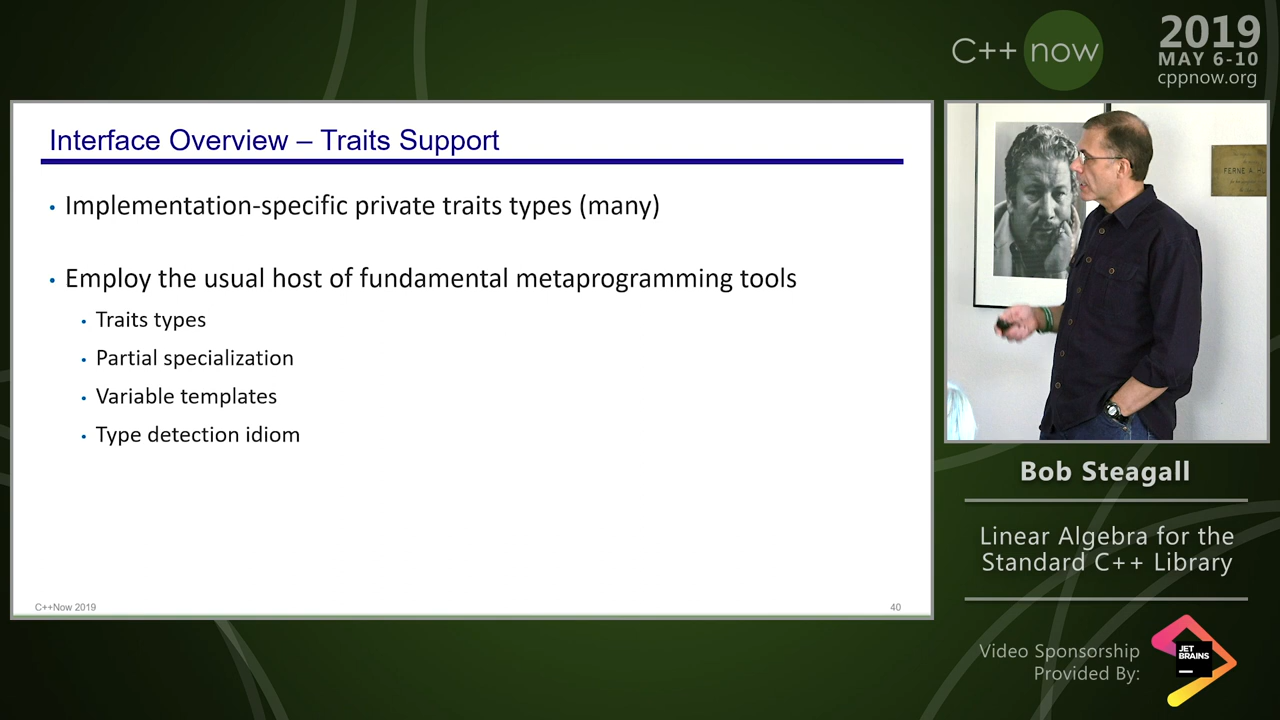 C++ now
2019
MAY 6-10
cppnow.org
Interface Overview – Traits Support
• Implementation-specific private traits types (many)
• Employ the usual host of fundamental metaprogramming tools
• Traits types
• Partial specialization
• Variable templates
• Type detection idiom
C++Now 2019
40
FERNE A.
Bob Steagall
Linear Algebra for the
Standard C++ Library
Video Sponsorship
Provided By:
JET
BRAINS